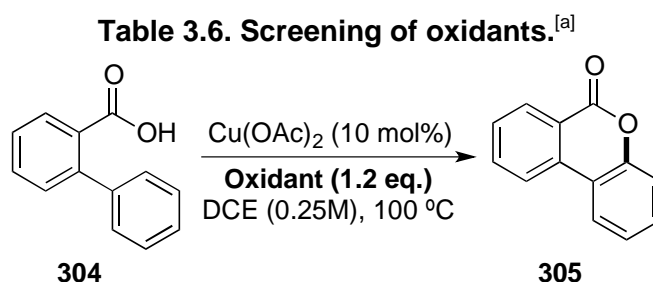 Table 3.6. Screening of oxidants.[a]
O
OH
Cu(OAc)2 (10 mol%)
Oxidant (1.2 eq.)
DCE (0.25M), 100 ºC
O
O
304
305